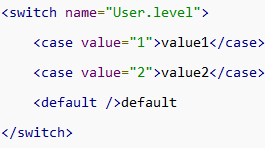 <switch name="User.level">
    <case value="1">value1</case>
    <case value="2">value2</case>
    <default />default
</switch>